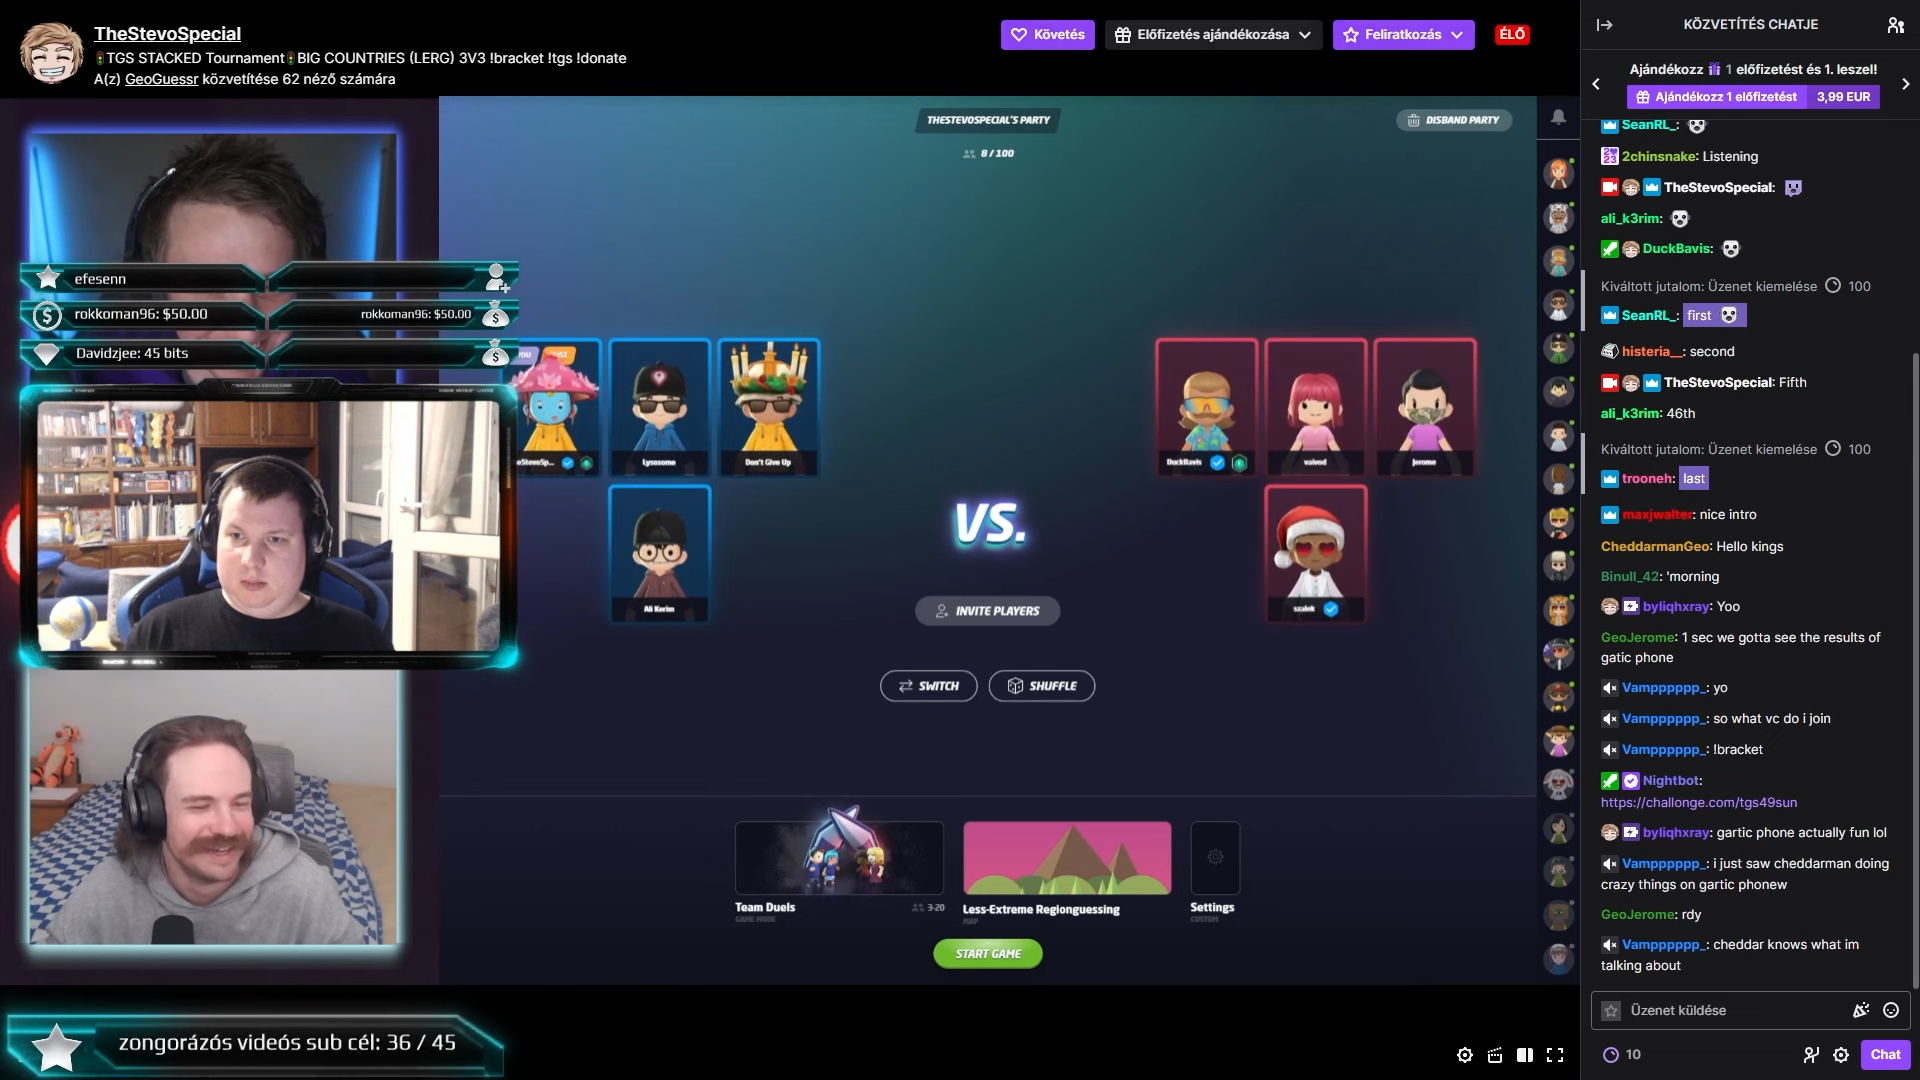 TheStevoSpecial
TGS STACKED Tournament BIG COUNTRIES (LERG) 3V3 !bracket !tgs !donate
A(z) GeoGuessr közvetítése 62 néző számára
Követés
Előfizetés ajándékozása
Feliratkozás
ÉLŐ
THESTEVOSPECIAL'S PARTY
8 / 100
DISBAND PARTY
efesenn
rokkoman96: $50.00
rokkoman96: $50.00
Davidzjee: 45 bits
Lysosome
Don't Give Up
Ali Kerim
DuckDavis
vaivod
Jerome
szalok
VS.
INVITE PLAYERS
SWITCH
SHUFFLE
Team Duels
3-20
GAME MODE
Less-Extreme Regionguessing
MAP
Settings
CUSTOM
START GAME
zongorázós videós sub cél: 36 / 45
KÖZVETÍTÉS CHATJE
Ajándékozz 1 előfizetést és 1. leszel!
Ajándékozz 1 előfizetést 3,99 EUR
SeanRL_:
2chinsnake: Listening
TheStevoSpecial:
ali_k3rim:
DuckBavis:
Kiváltott jutalom: Üzenet kiemelése 100
SeanRL_: first
histeria__: second
TheStevoSpecial: Fifth
ali_k3rim: 46th
Kiváltott jutalom: Üzenet kiemelése 100
trooneh: last
maxjwalter: nice intro
CheddarmanGeo: Hello kings
Binull_42: 'morning
byliqhxray: Yoo
GeoJerome: 1 sec we gotta see the results of
gatic phone
Vampppppp_: yo
Vampppppp_: so what vc do i join
Vampppppp_: !bracket
Nightbot:
https://challonge.com/tgs49sun
byliqhxray: gartic phone actually fun lol
Vampppppp_: i just saw cheddarman doing
crazy things on gartic phonew
GeoJerome: rdy
Vampppppp_: cheddar knows what im
talking about
Üzenet küldése
10
Chat